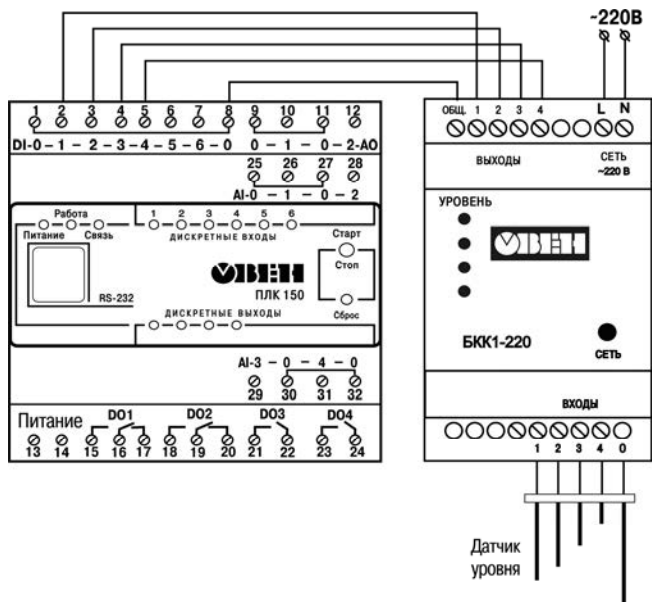 ~220В
1 2 3 4 5 6 7 8 9 10 11 12
DI-0-1-2-3-4-5-6-0 0-1-0-2-AO
25 26 27 28
AI-0-1-0-2
Работа
Питание Связь
1 2 3 4 5 6
ДИСКРЕТНЫЕ ВХОДЫ
Старт
Стоп
ОВЕН
ПЛК 150
RS-232
ДИСКРЕТНЫЕ ВЫХОДЫ
Сброс
AI-3-0-4-0
29 30 31 32
Питание DO1 DO2 DO3 DO4
13 14 15 16 17 18 19 20 21 22 23 24
ОБЩ. 1 2 3 4 L N
ВЫХОДЫ
СЕТЬ
~220 В
УРОВЕНЬ
ОВЕН
БКК1-220
СЕТЬ
ВХОДЫ
1 2 3 4 0
Датчик
уровня